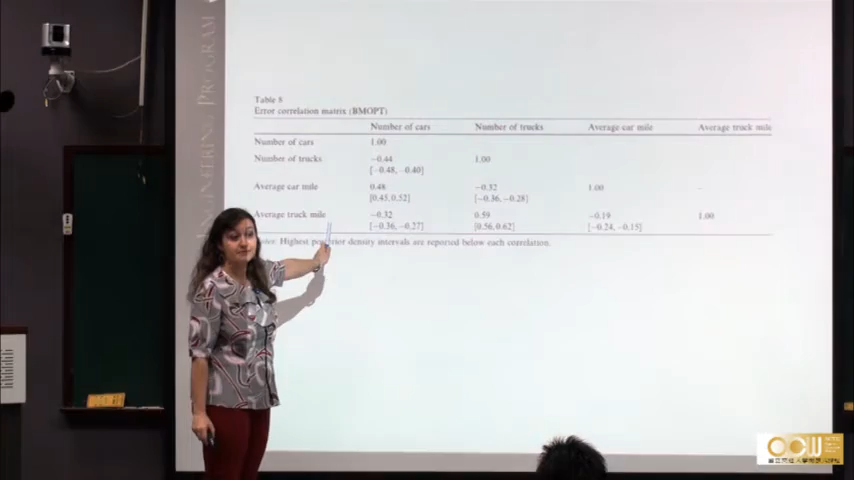 ENGINEERING PROGRAM
Table 8
Error correlation matrix (BMOPT)
Number of cars Number of trucks Average car mile Average truck mile
Number of cars 1.00
Number of trucks −0.44 1.00
[−0.48, −0.40]
Average car mile 0.48 −0.32 1.00 –
[0.45, 0.52] [−0.36, −0.28]
Average truck mile −0.32 0.59 −0.19 1.00
[−0.36, −0.27] [0.56, 0.62] [−0.24, −0.15]
Highest posterior density intervals are reported below each correlation.
OCW